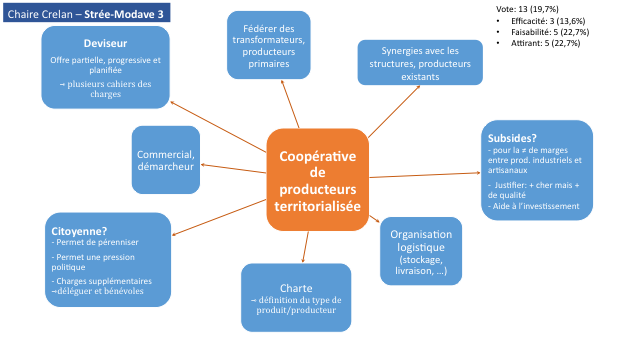 Chaire Crelan – Strée-Modave 3
Vote: 13 (19,7%)
• Efficacité: 3 (13,6%)
• Faisabilité: 5 (22,7%)
• Attirant: 5 (22,7%)
Deviseur
Offre partielle, progressive et
planifiée
→ plusieurs cahiers des
charges
Fédérer des
transformateurs,
producteurs
primaires
Synergies avec les
structures, producteurs
existants
Commercial,
démarcheur
Coopérative
de
producteurs
territorialisée
Subsides?
- pour la ≠ de marges
entre prod. industriels et
artisanaux
- Justifier: + cher mais +
de qualité
- Aide à l’investissement
Citoyenne?
- Permet de pérenniser
- Permet une pression
politique
- Charges supplémentaires
→déléguer et bénévoles
Organisation
logistique
(stockage,
livraison, …)
Charte
→ définition du type de
produit/producteur